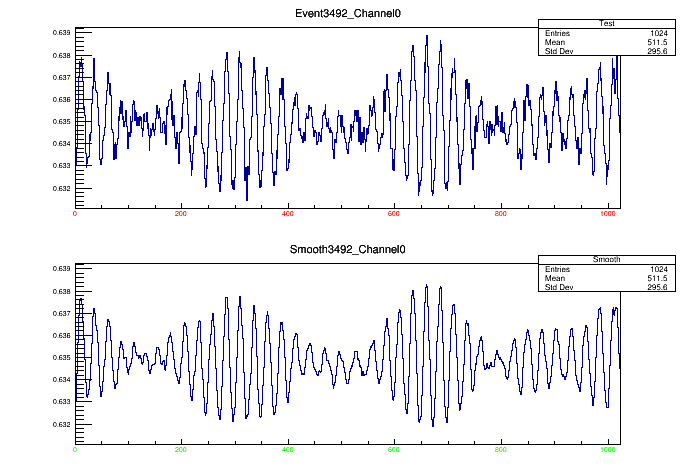 Event3492_Channel0
Test
Entries 1024
Mean 511.5
Std Dev 295.6
0.639
0.638
0.637
0.636
0.635
0.634
0.633
0.632
0 200 400 600 800 1000
Smooth3492_Channel0
Smooth
Entries 1024
Mean 511.5
Std Dev 295.6
0.639
0.638
0.637
0.636
0.635
0.634
0.633
0.632
0 200 400 600 800 1000